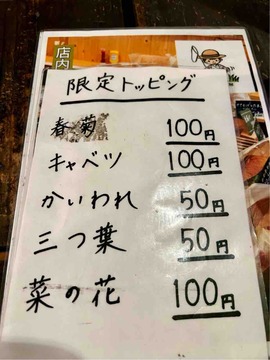 店内
限定トッピング
春菊 100円
キャベツ 100円
かいわれ 50円
三つ葉 50円
菜の花 100円